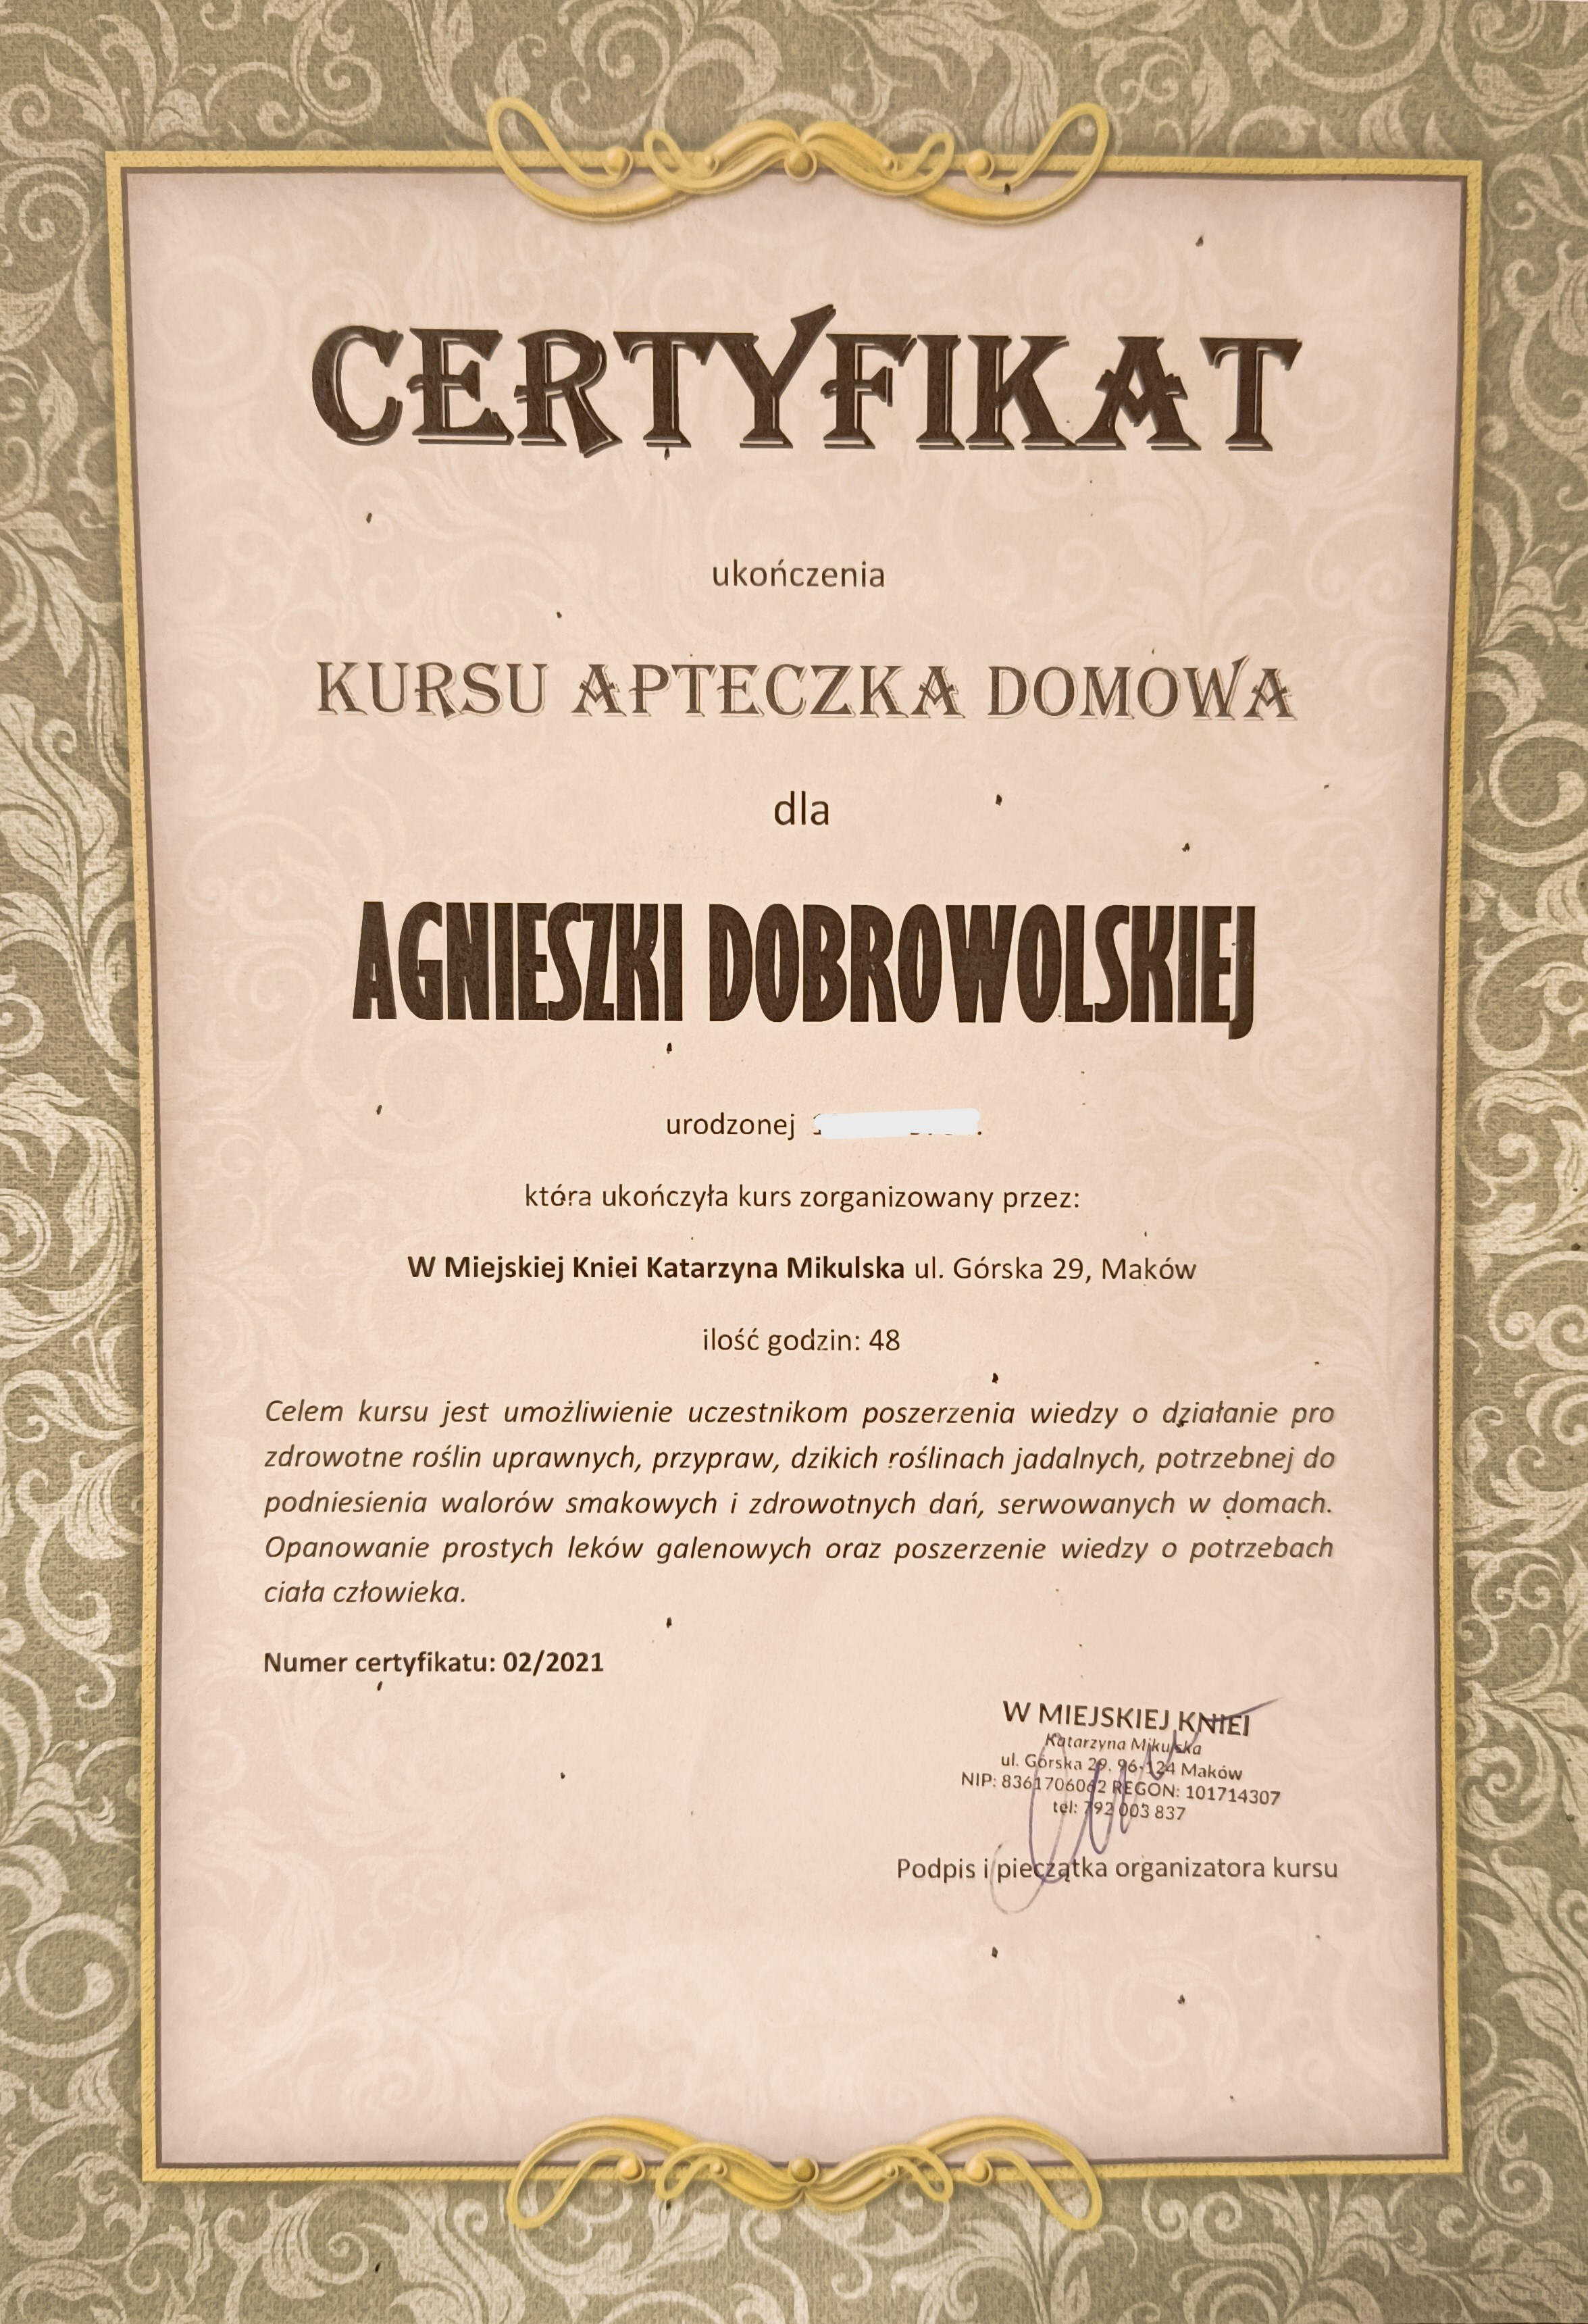 CERTYFIKAT
ukończenia
KURSU APTECZKA DOMOWA
dla
AGNIESZKI DOBROWOLSKIEJ
urodzonej
która ukończyła kurs zorganizowany przez:
W Miejskiej Kniei Katarzyna Mikulska ul. Górska 29, Maków
ilość godzin: 48
Celem kursu jest umożliwienie uczestnikom poszerzenia wiedzy o działanie pro
zdrowotne roślin uprawnych, przypraw, dzikich roślinach jadalnych, potrzebnej do
podniesienia walorów smakowych i zdrowotnych dań, serwowanych w domach.
Opanowanie prostych leków galenowych oraz poszerzenie wiedzy o potrzebach
ciała człowieka.
Numer certyfikatu: 02/2021
W MIEJSKIEJ KNIEI
Katarzyna Mikulska
ul. Górska 29. 96-124 Maków
NIP: 8361706062 REGON: 101714307
tel: 792 003 837
Podpis i pieczątka organizatora kursu